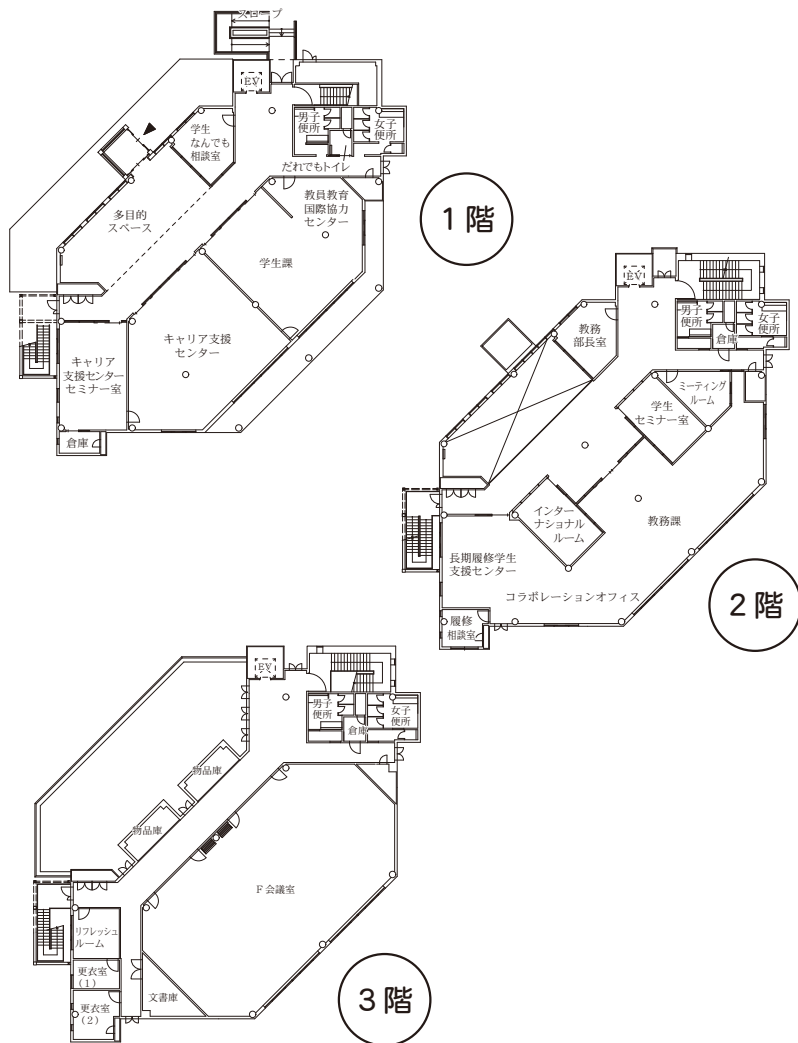 スロープ
EV
学生
なんでも
相談室
男子
便所
女子
便所
だれでもトイレ
多目的
スペース
教員教育
国際協力
センター
学生課
キャリア支援
センター
キャリア
支援センター
セミナー室
倉庫
1階
EV
教務
部長室
男子
便所
女子
便所
倉庫
ミーティング
ルーム
学生
セミナー室
インター
ナショナル
ルーム
教務課
長期履修学生
支援センター
コラボレーションオフィス
履修
相談室
2階
EV
男子
便所
女子
便所
倉庫
物品庫
物品庫
F会議室
リフレッシュ
ルーム
更衣室
(1)
更衣室
(2)
文書庫
3階